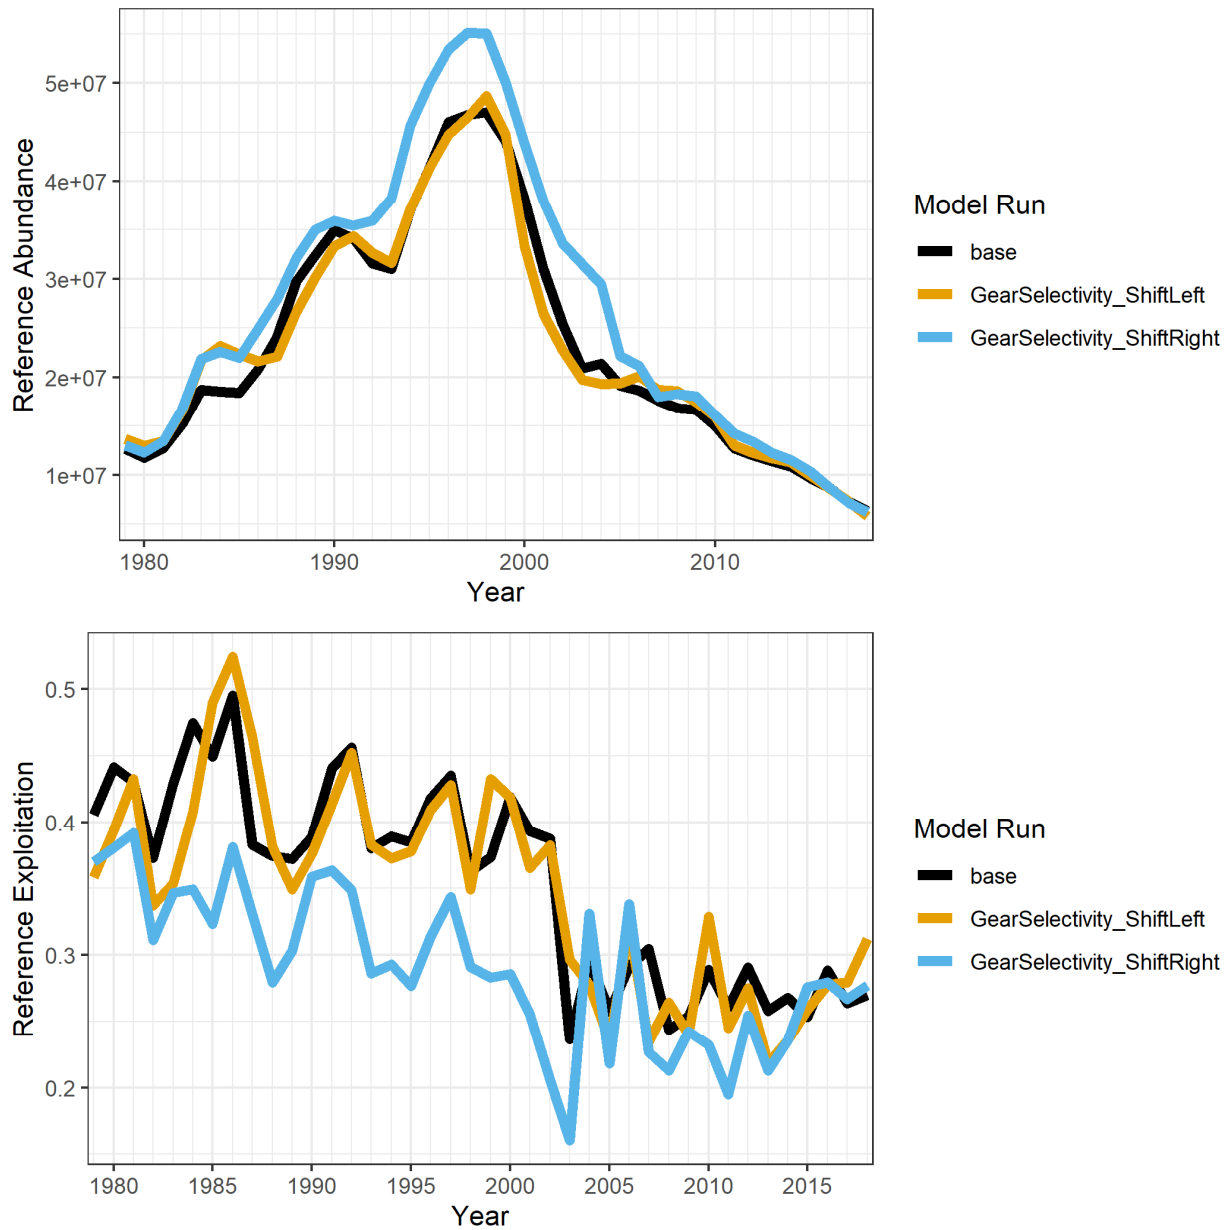 Reference Abundance
5e+07
4e+07
3e+07
2e+07
1e+07
1980 1990 2000 2010
Year
Model Run
base
GearSelectivity_ShiftLeft
GearSelectivity_ShiftRight
Reference Exploitation
0.5
0.4
0.3
0.2
1980 1985 1990 1995 2000 2005 2010 2015
Year
Model Run
base
GearSelectivity_ShiftLeft
GearSelectivity_ShiftRight